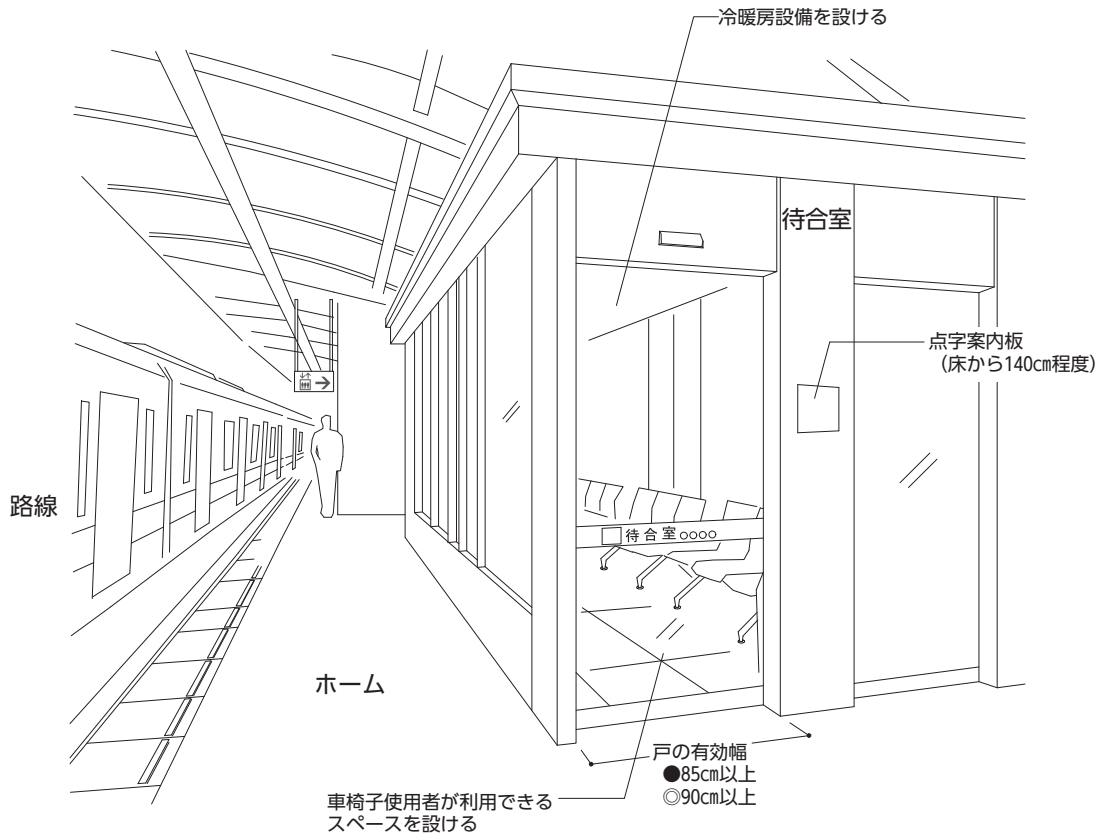 冷暖房設備を設ける
待合室
点字案内板
（床から140㎝程度）
路線
待合室○○○○
ホーム
戸の有効幅
●85㎝以上
◎90㎝以上
車椅子使用者が利用できる
スペースを設ける